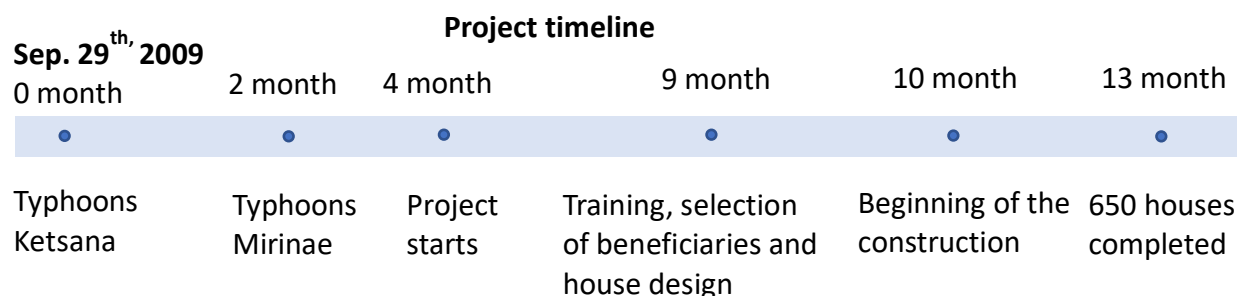 Project timeline
Sep. 29th, 2009
0 month
2 month
4 month
9 month
10 month
13 month
Typhoons
Ketsana
Typhoons
Mirinae
Project
starts
Training, selection
of beneficiaries and
house design
Beginning of the
construction
650 houses
completed